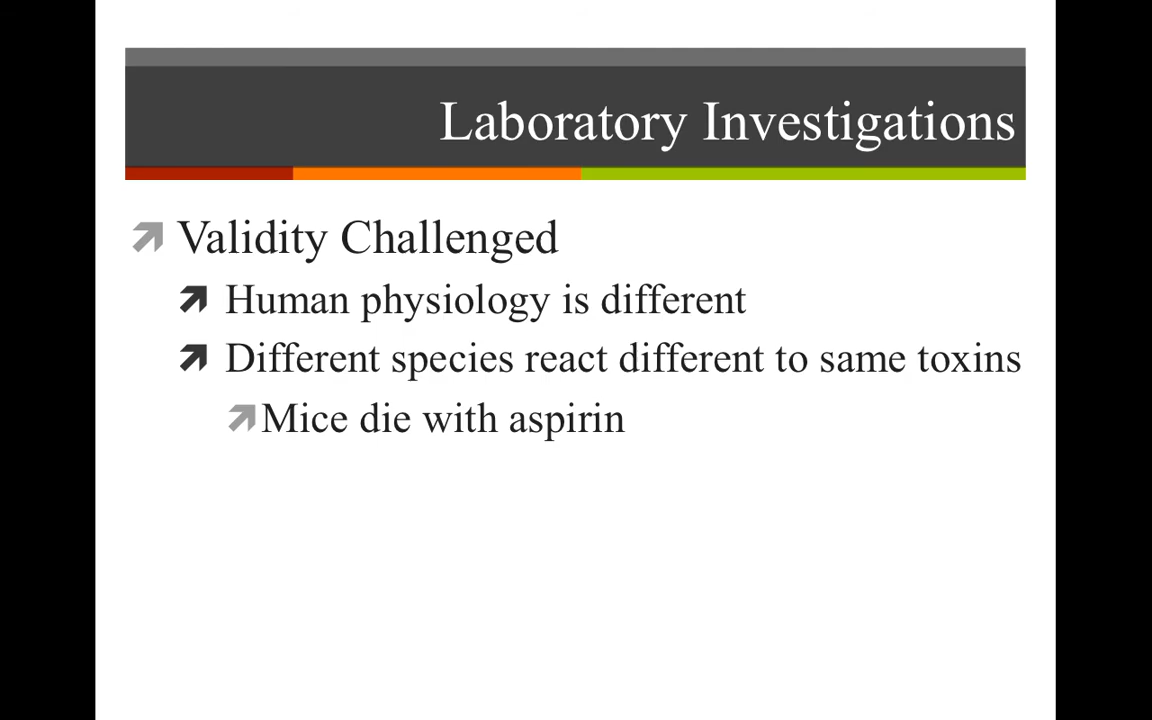 Laboratory Investigations
Validity Challenged
Human physiology is different
Different species react different to same toxins
Mice die with aspirin